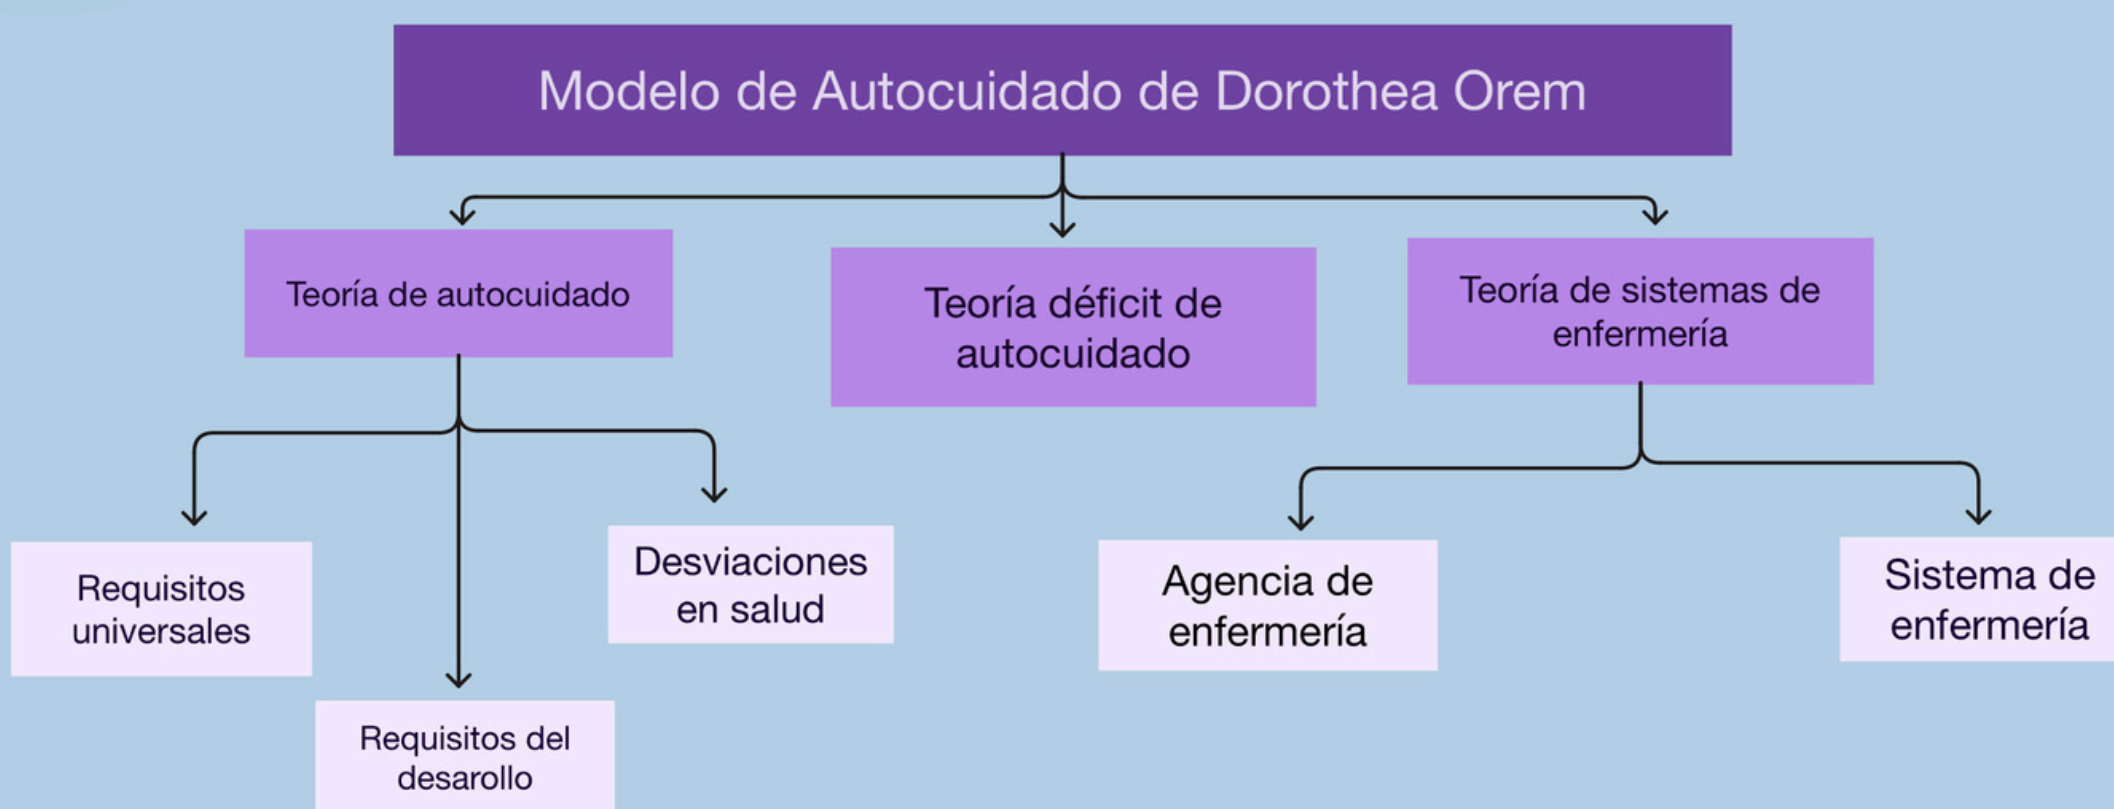 Modelo de Autocuidado de Dorothea Orem
Teoría de autocuidado
Teoría déficit de
autocuidado
Teoría de sistemas de
enfermería
Requisitos
universales
Requisitos del
desarollo
Desviaciones
en salud
Agencia de
enfermería
Sistema de
enfermería